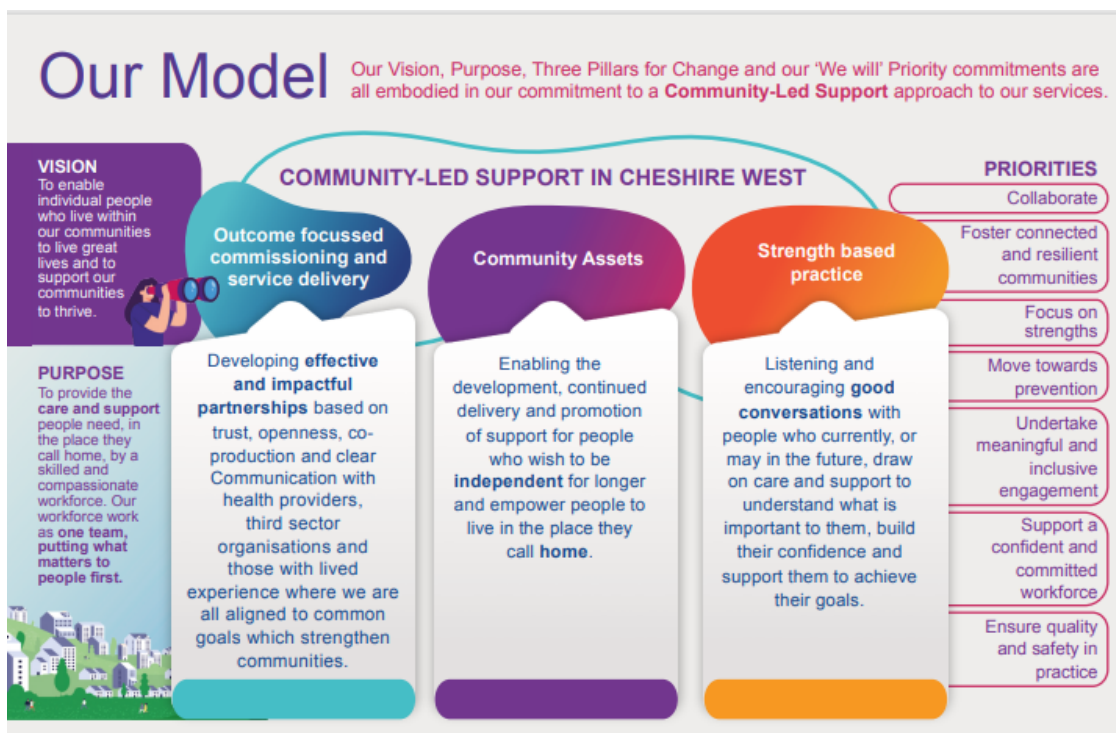 Our Model
Our Vision, Purpose, Three Pillars for Change and our ‘We will’ Priority commitments are
all embodied in our commitment to a Community-Led Support approach to our services.
VISION
To enable
individual people
who live within
our communities
to live great
lives and to
support our
communities
to thrive.
PURPOSE
To provide the
care and support
people need, in
the place they
call home, by a
skilled and
compassionate
workforce. Our
workforce work
as one team,
putting what
matters to
people first.
COMMUNITY-LED SUPPORT IN CHESHIRE WEST
Outcome focussed
commissioning and
service delivery
Developing effective
and impactful
partnerships based on
trust, openness, co-
production and clear
Communication with
health providers,
third sector
organisations and
those with lived
experience where we are
all aligned to common
goals which strengthen
communities.
Community Assets
Enabling the
development, continued
delivery and promotion
of support for people
who wish to be
independent for longer
and empower people to
live in the place they
call home.
Strength based
practice
Listening and
encouraging good
conversations with
people who currently, or
may in the future, draw
on care and support to
understand what is
important to them, build
their confidence and
support them to achieve
their goals.
PRIORITIES
Collaborate
Foster connected
and resilient
communities
Focus on
strengths
Move towards
prevention
Undertake
meaningful and
inclusive
engagement
Support a
confident and
committed
workforce
Ensure quality
and safety in
practice